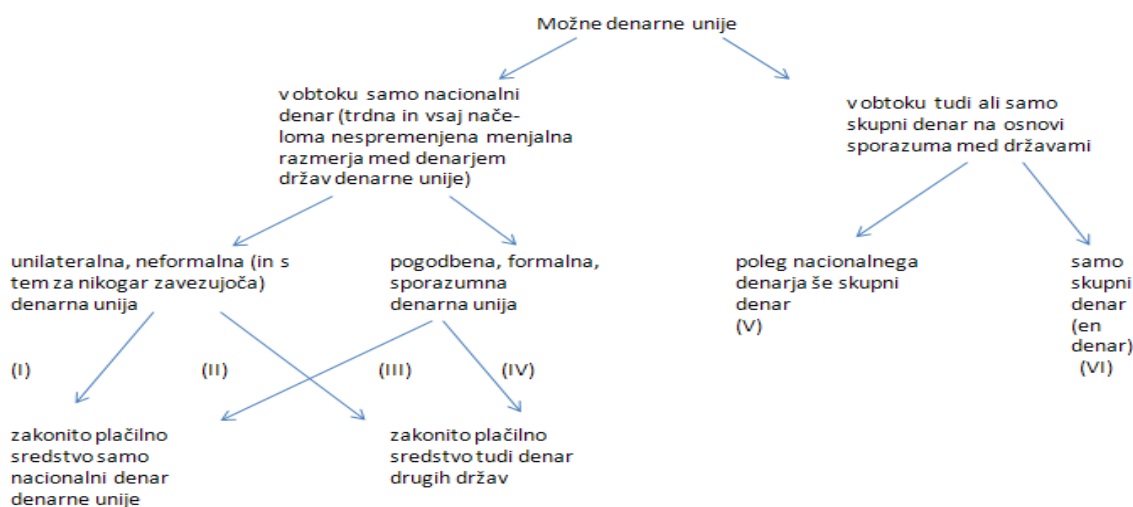 Možne denarne unije
v obtoku samo nacionalni
denar (trdna in vsaj nače-
loma nespremenjena menjalna
razmerja med denarjem
držav denarne unije)
v obtoku tudi ali samo
skupni denar na osnovi
sporazuma med državami
unilateralna, neformalna (in s
tem za nikogar zavezujoča)
denarna unija
pogodbena, formalna,
sporazumna
denarna unija
poleg nacionalnega
denarja še skupni
denar
(V)
samo
skupni
denar
(en
denar)
(VI)
(I)
(II)
(III)
(IV)
zakonito plačilno
sredstvo samo
nacionalni denar
denarne unije
zakonito plačilno
sredstvo tudi denar
drugih držav